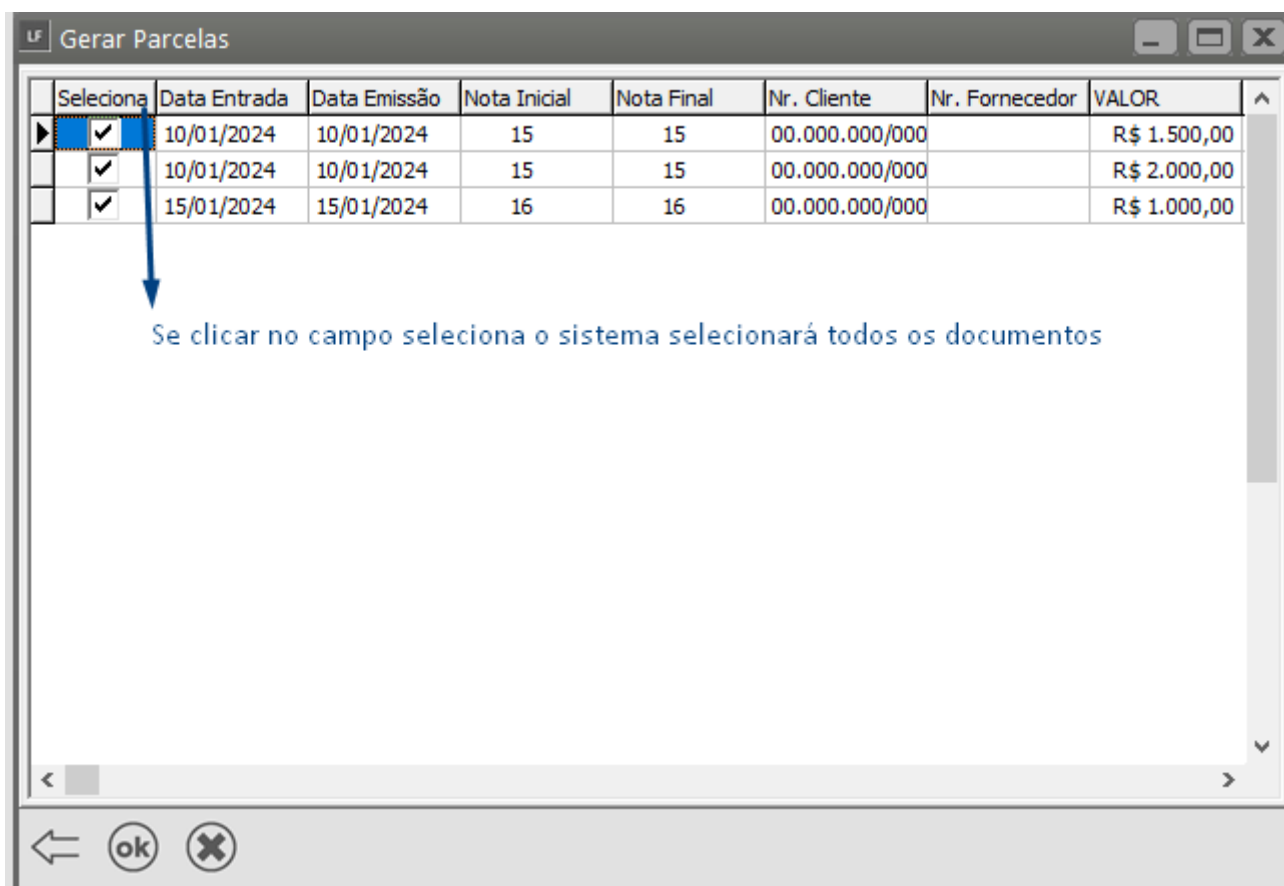 LF Gerar Parcelas
Seleciona Data Entrada Data Emissão Nota Inicial Nota Final Nr. Cliente Nr. Fornecedor VALOR
10/01/2024 10/01/2024 15 15 00.000.000/000 R$ 1.500,00
10/01/2024 10/01/2024 15 15 00.000.000/000 R$ 2.000,00
15/01/2024 15/01/2024 16 16 00.000.000/000 R$ 1.000,00
Se clicar no campo seleciona o sistema selecionará todos os documentos
ok